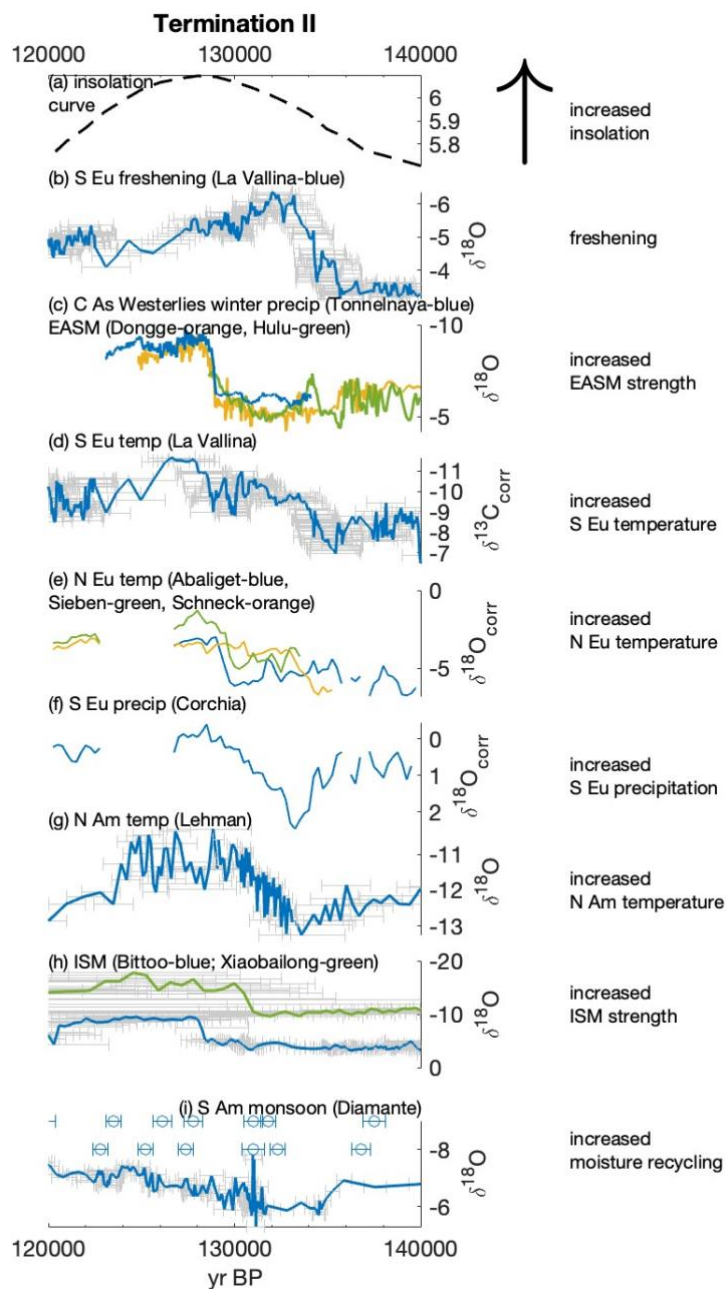 Termination II
120000 130000 140000
(a) insolation
curve
6
5.9
5.8
increased
insolation
(b) S Eu freshening (La Vallina-blue)
-6
-5
-4
δ¹⁸O
freshening
(c) C As Westerlies winter precip (Tonnelnaya-blue)
EASM (Dongge-orange, Hulu-green)
-10
-5
δ¹⁸O
increased
EASM strength
(d) S Eu temp (La Vallina)
-11
-10
-9
-8
-7
δ¹³C_corr
increased
S Eu temperature
(e) N Eu temp (Abaliget-blue,
Sieben-green, Schneck-orange)
0
-5
δ¹⁸O_corr
increased
N Eu temperature
(f) S Eu precip (Corchia)
0
1
2
δ¹⁸O_corr
increased
S Eu precipitation
(g) N Am temp (Lehman)
-11
-12
-13
δ¹⁸O
increased
N Am temperature
(h) ISM (Bittoo-blue; Xiaobailong-green)
-20
-10
0
δ¹⁸O
increased
ISM strength
(i) S Am monsoon (Diamante)
-8
-6
δ¹⁸O
increased
moisture recycling
120000 130000 140000
yr BP